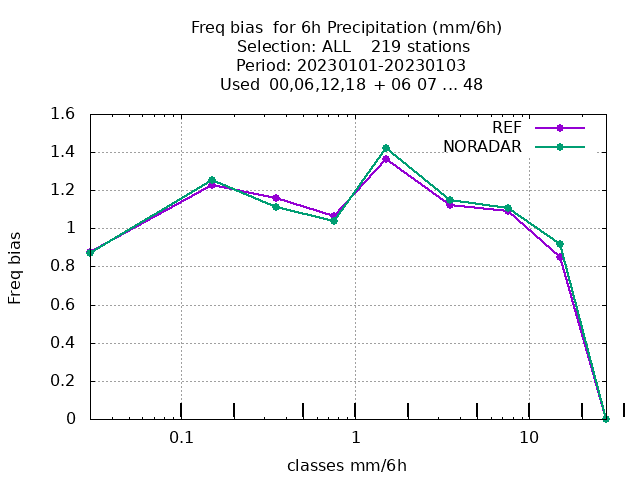 Freq bias  for 6h Precipitation (mm/6h)
Selection: ALL    219 stations
Period: 20230101-20230103
Used  00,06,12,18 + 06 07 ... 48
REF
NORADAR
1.6
1.4
1.2
1
0.8
0.6
0.4
0.2
0
Freq bias
0.1
1
10
classes mm/6h